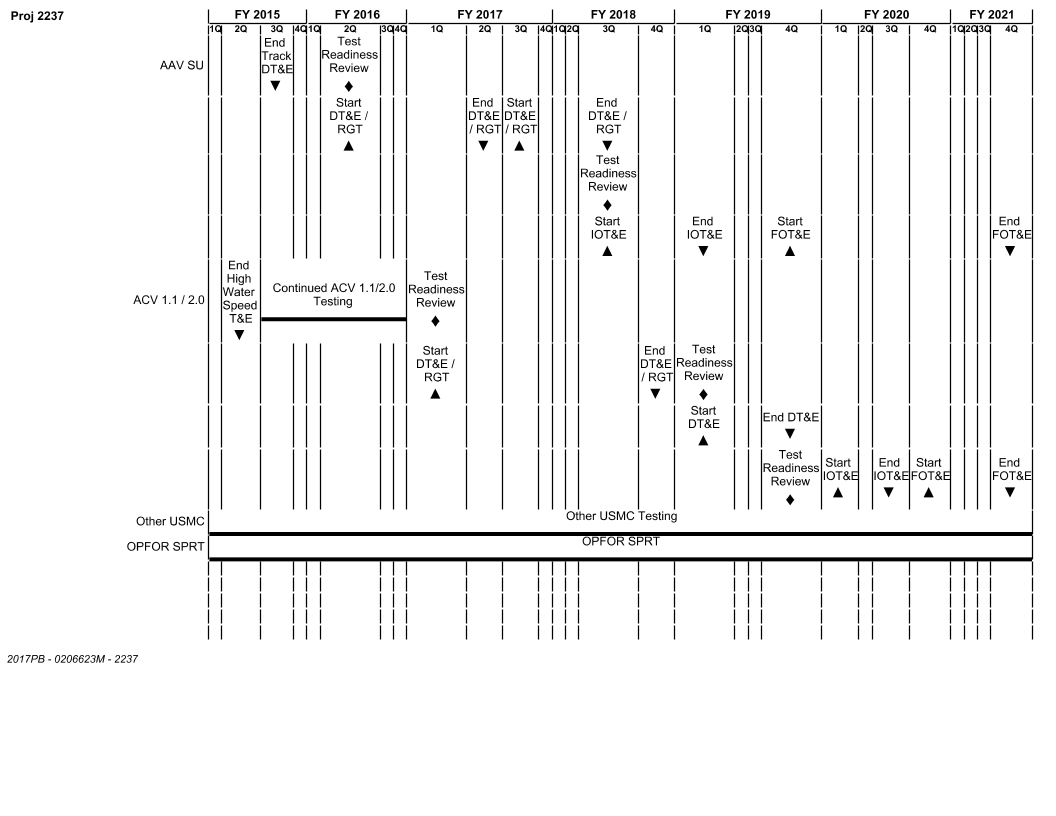 Proj 2237
FY 2015 FY 2016 FY 2017 FY 2018 FY 2019 FY 2020 FY 2021
1Q 2Q 3Q 4Q 1Q 2Q 3Q 4Q 1Q 2Q 3Q 4Q 1Q 2Q 3Q 4Q 1Q 2Q 3Q 4Q 1Q 2Q 3Q 4Q 1Q 2Q 3Q 4Q
AAV SU
End
Track
DT&E
Test
Readiness
Review
Start
DT&E /
RGT
End
DT&E
/ RGT
Start
DT&E
/ RGT
End
DT&E /
RGT
Test
Readiness
Review
Start
IOT&E
End
IOT&E
Start
FOT&E
End
FOT&E
ACV 1.1 / 2.0
End
High
Water
Speed
T&E
Continued ACV 1.1/2.0
Testing
Test
Readiness
Review
Start
DT&E /
RGT
End
DT&E
/ RGT
Test
Readiness
Review
Start
DT&E
End DT&E
Test
Readiness
Review
Start
IOT&E
End
IOT&E
Start
FOT&E
End
FOT&E
Other USMC
Other USMC Testing
OPFOR SPRT
OPFOR SPRT
2017PB - 0206623M - 2237